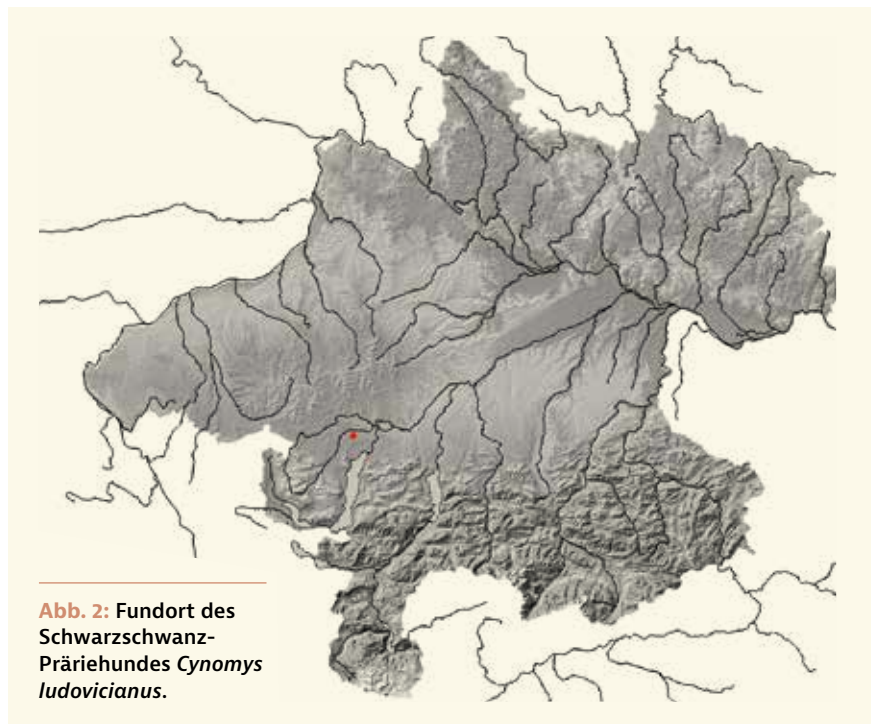 Abb. 2: Fundort des
Schwarzschwanz-
Präriehundes Cynomys
ludovicianus.